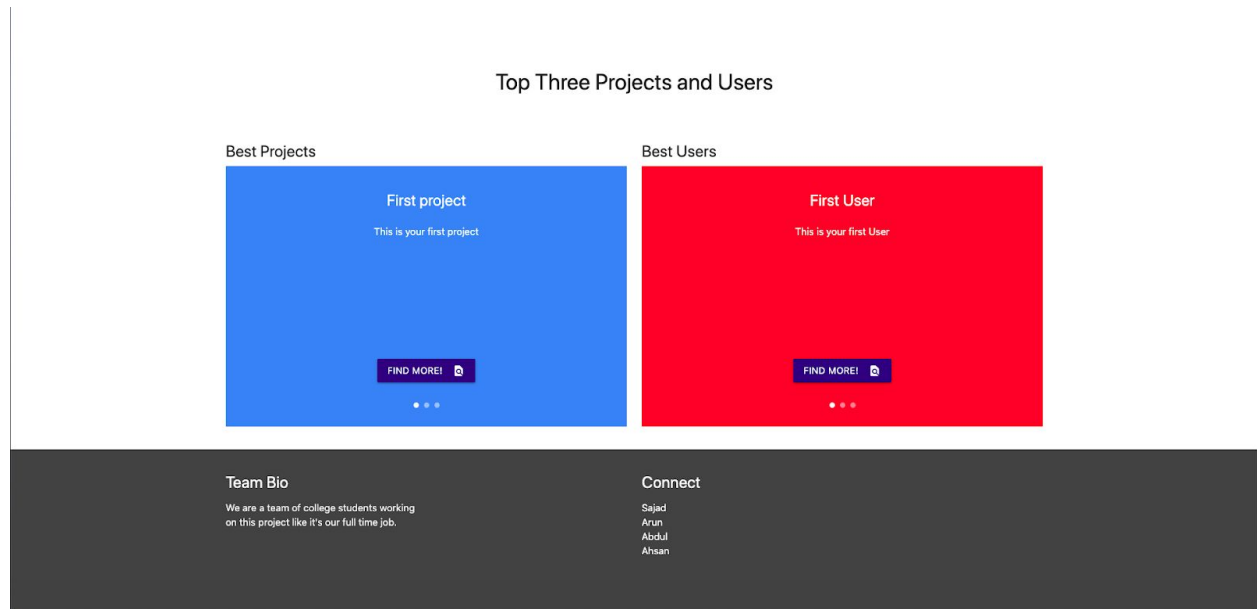 Top Three Projects and Users
Best Projects
First project
This is your first project
FIND MORE!
Best Users
First User
This is your first User
FIND MORE!
Team Bio
We are a team of college students working
on this project like it's our full time job.
Connect
Sajad
Arun
Abdul
Ahsan